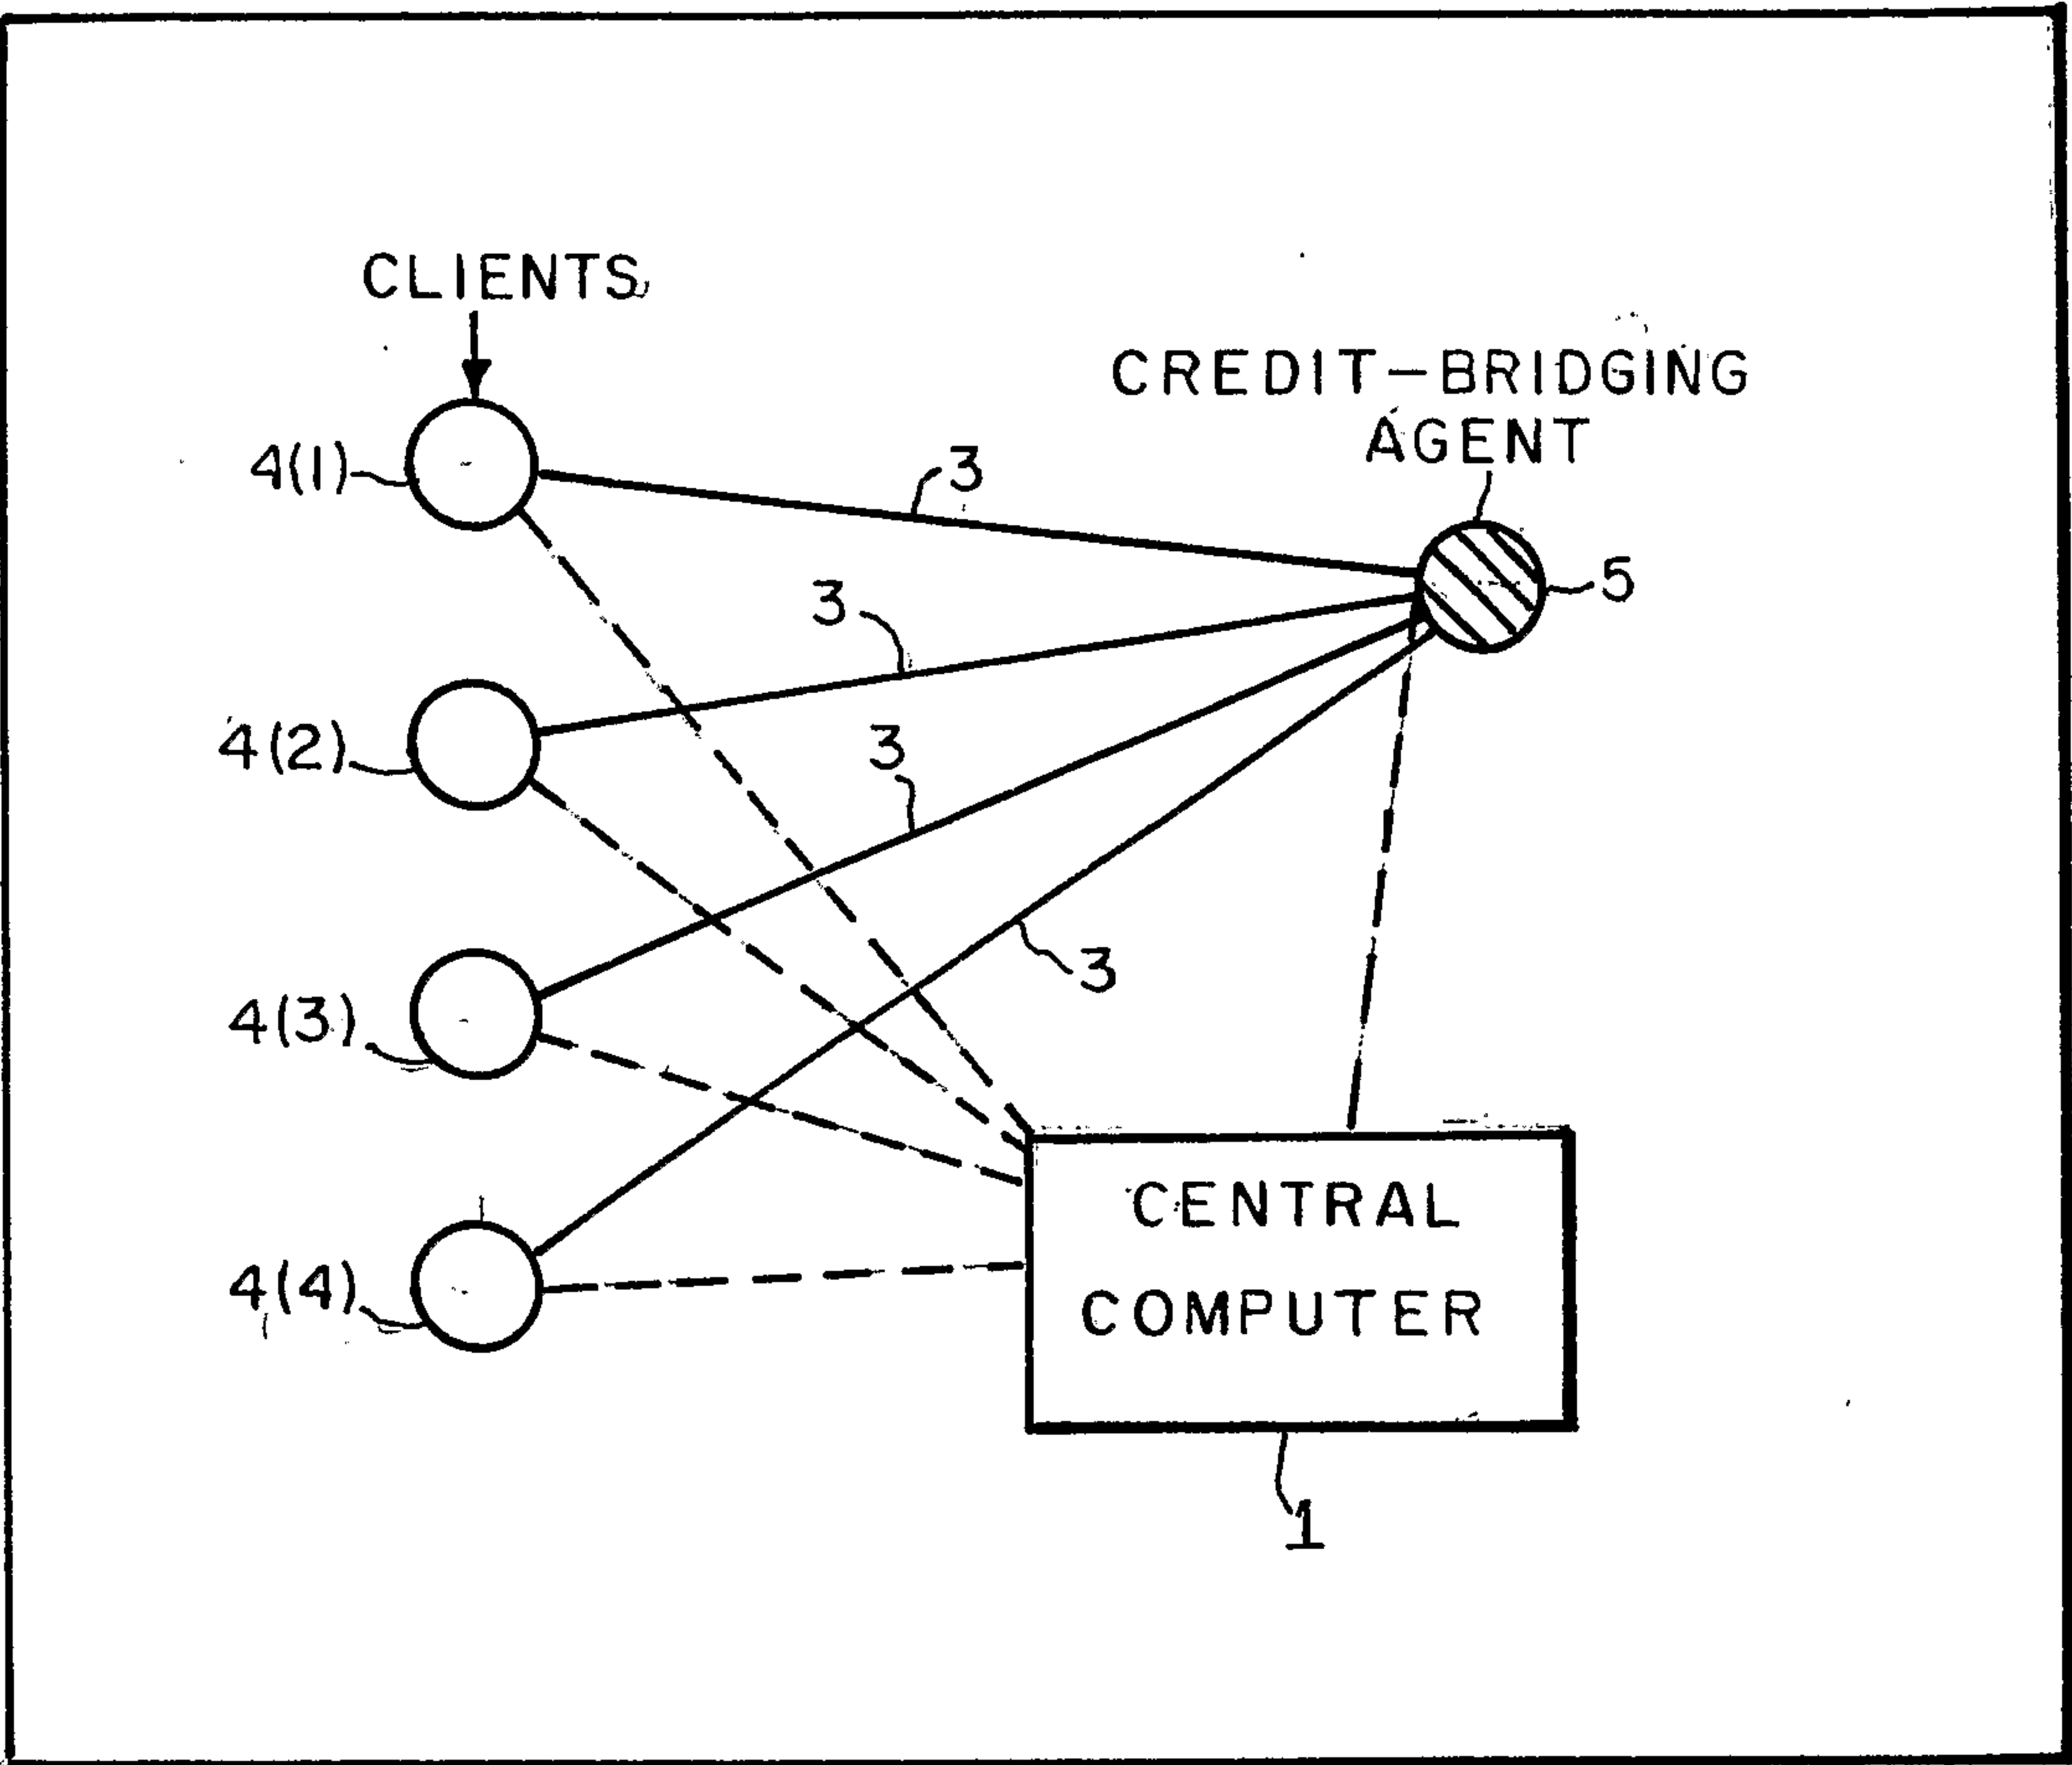 CLIENTS
CREDIT-BRIDGING
AGENT
4(1)
3
5
3
4(2)
3
3
4(3)
CENTRAL
4(4)
COMPUTER
1